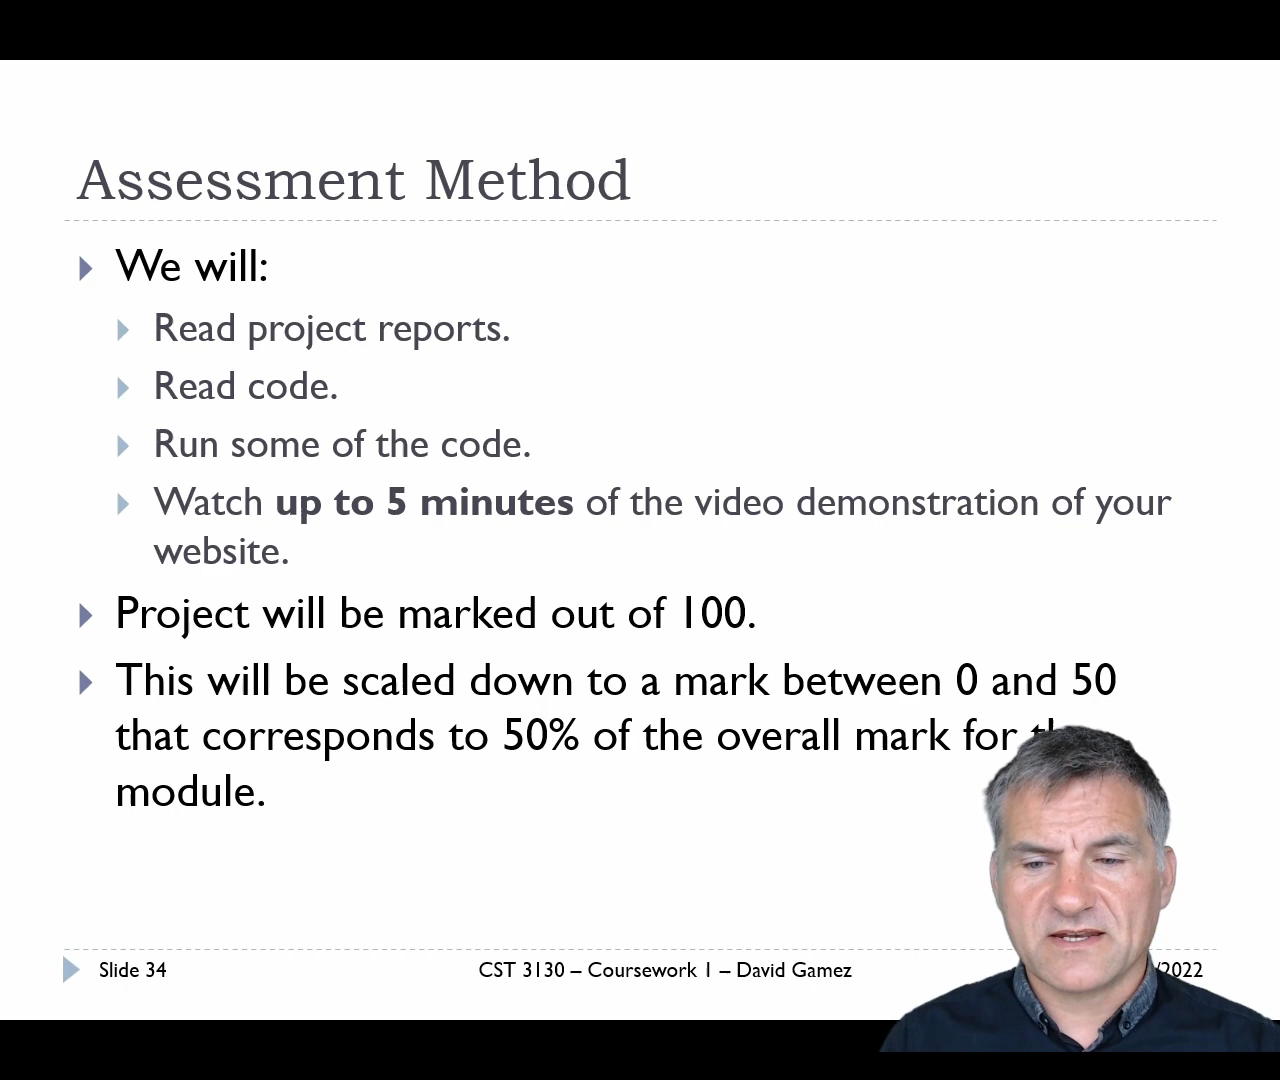 Assessment Method
We will:
Read project reports.
Read code.
Run some of the code.
Watch up to 5 minutes of the video demonstration of your
website.
Project will be marked out of 100.
This will be scaled down to a mark between 0 and 50
that corresponds to 50% of the overall mark for
module.
Slide 34
CST 3130 – Coursework 1 – David Gamez
/2022